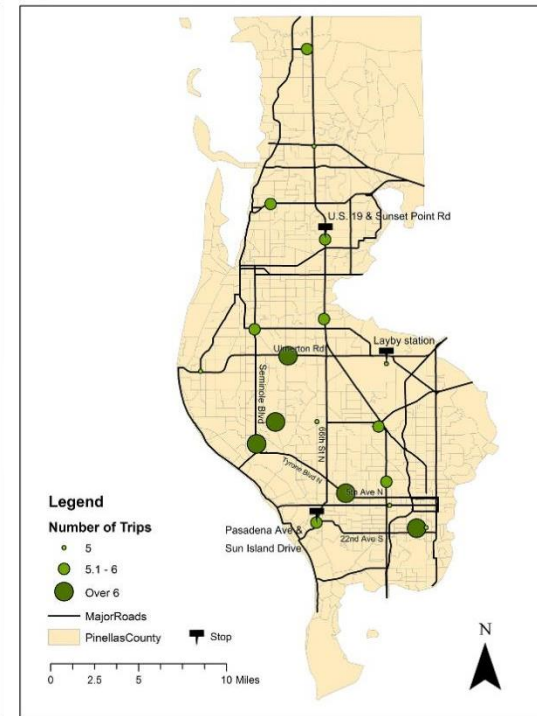 U.S. 19 & Sunset Point Rd
Layby station
Ulmerton Rd
Seminole Blvd
66th St N
Tyrone Blvd N
5th Ave N
Pasadena Ave &
Sun Island Drive
22nd Ave S
Legend
Number of Trips
5
5.1 - 6
Over 6
MajorRoads
PinellasCounty
Stop
0 2.5 5 10 Miles
N